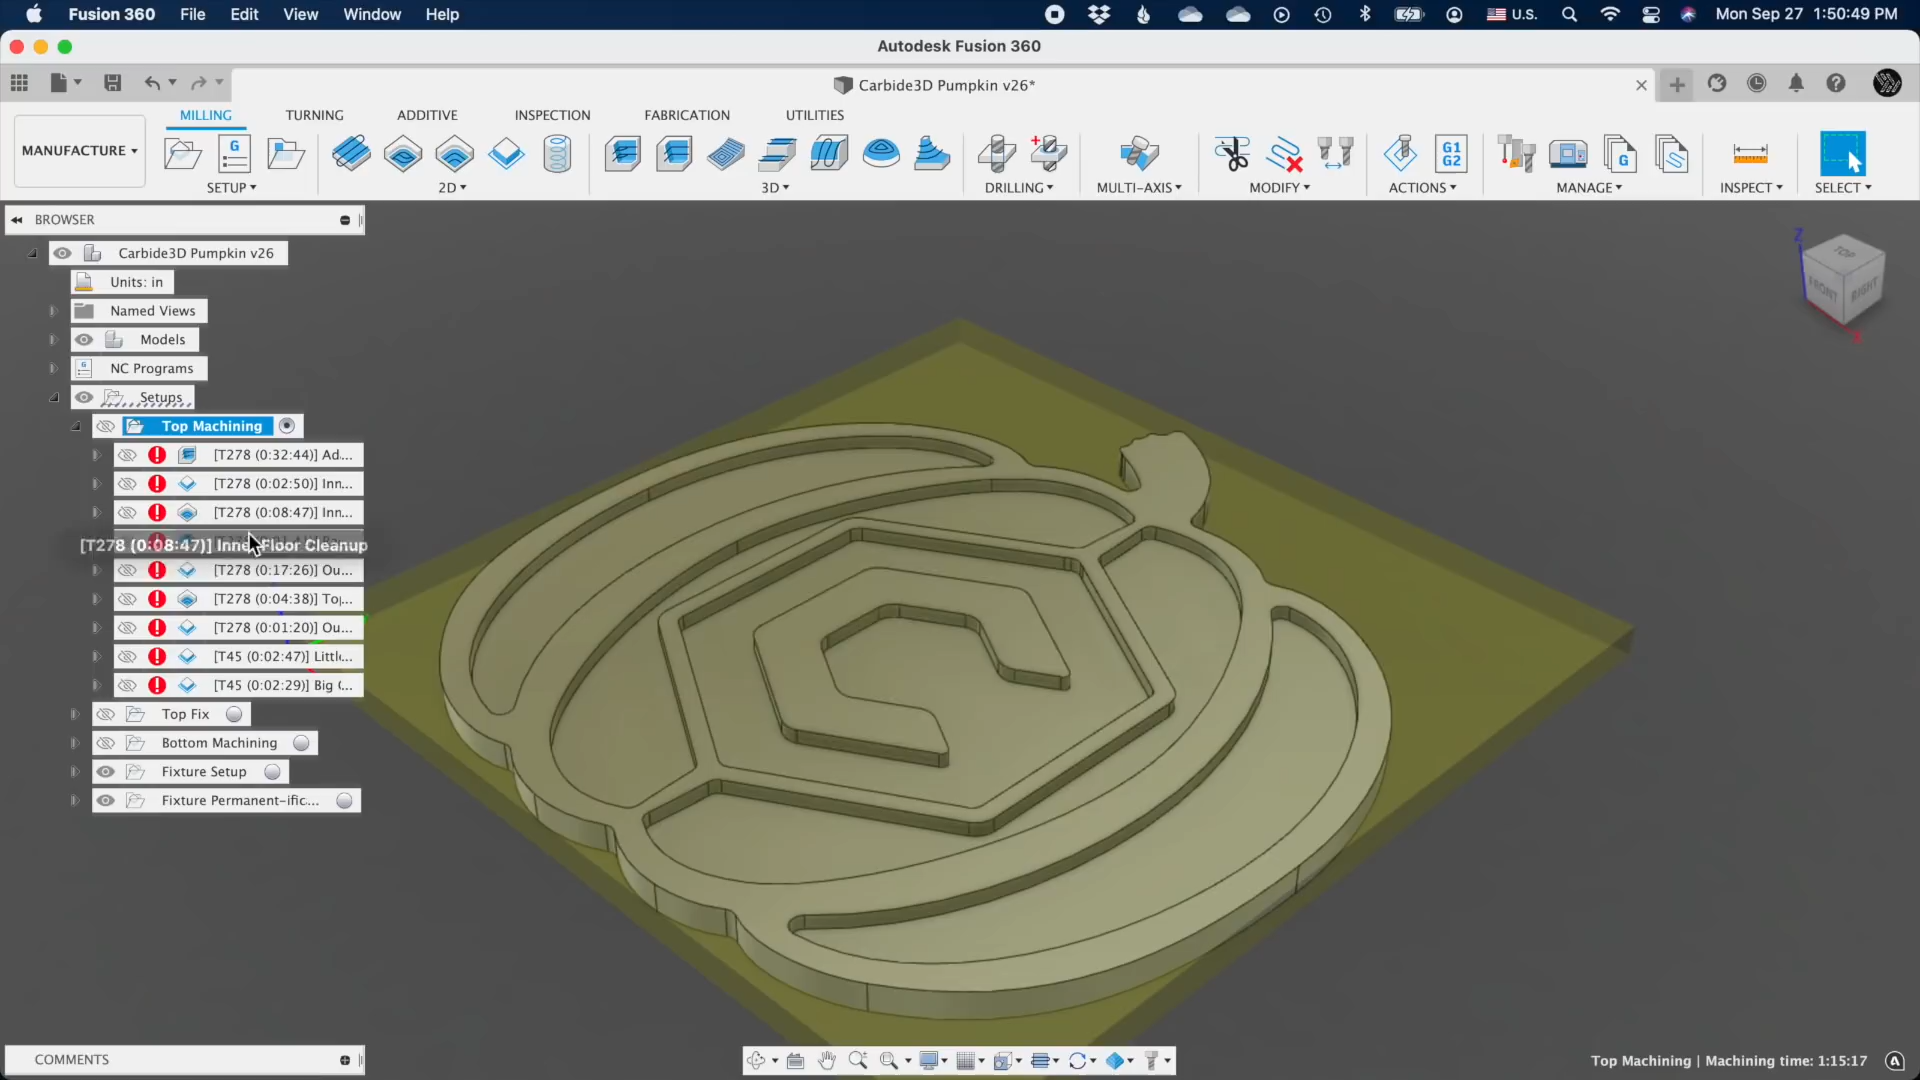 Fusion 360 File Edit View Window Help U.S. Mon Sep 27 1:50:49 PM
Autodesk Fusion 360
Carbide3D Pumpkin v26*
MILLING TURNING ADDITIVE INSPECTION FABRICATION UTILITIES
MANUFACTURE
G G1 G2 G
SETUP 2D 3D DRILLING MULTI-AXIS MODIFY ACTIONS MANAGE INSPECT SELECT
BROWSER
Carbide3D Pumpkin v26
Units: in
Named Views
Models
NC Programs
Setups
Top Machining
[T278 (0:32:44)] Ad...
[T278 (0:02:50)] Inn...
[T278 (0:08:47)] Inn...
[T278 (0:08:47)] Inner Floor Cleanup
[T278 (0:17:26)] Ou...
[T278 (0:04:38)] To...
[T278 (0:01:20)] Ou...
[T45 (0:02:47)] Little...
[T45 (0:02:29)] Big
Top Fix
Bottom Machining
Fixture Setup
Fixture Permanent-ific...
Z
TOP
FRONT RIGHT
X
COMMENTS
Top Machining | Machining time: 1:15:17